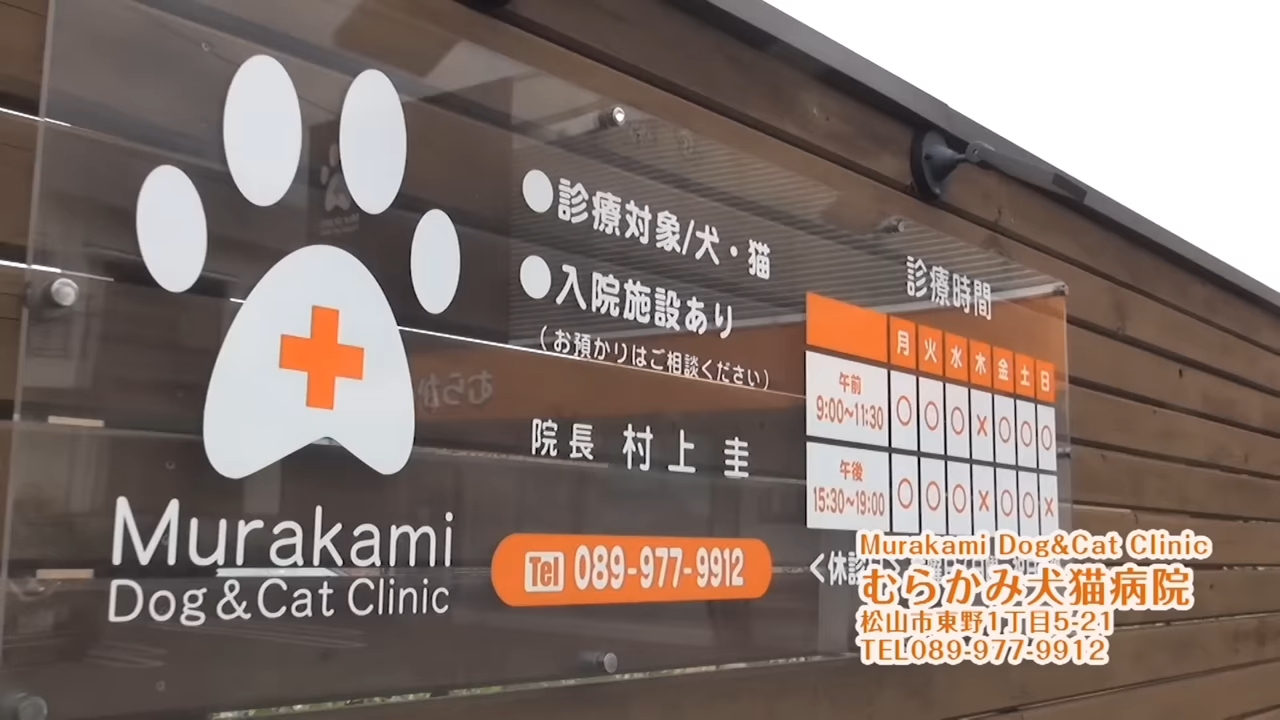 Murakami
Dog&Cat Clinic
●診療対象/犬・猫
●入院施設あり
(お預かりはご相談ください)
院長 村上 圭
Tel 089-977-9912
診療時間
月 火 水 木 金 土 日
午前
9:00~11:30 ○ ○ ○ × ○ ○ ○
午後
15:30~19:00 ○ ○ ○ × ○ ○ ×
<休診
Murakami Dog&Cat Clinic
むらかみ犬猫病院
松山市東野1丁目5-21
TEL089-977-9912